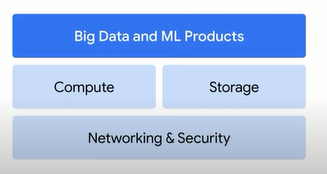 Big Data and ML Products
Compute
Storage
Networking & Security